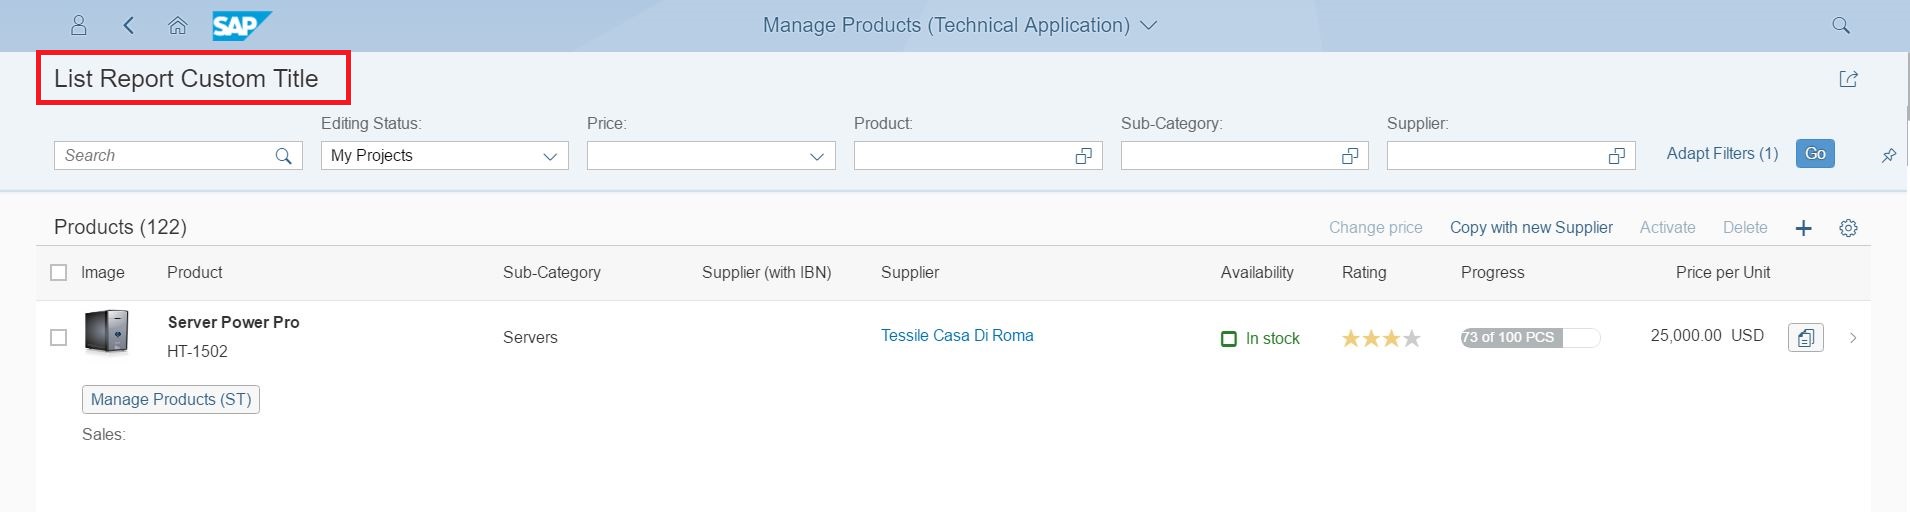 SAP
Manage Products (Technical Application)
List Report Custom Title
Editing Status:
Price:
Product:
Sub-Category:
Supplier:
Search
My Projects
Adapt Filters (1)
Go
Products (122)
Change price
Copy with new Supplier
Activate
Delete
Image
Product
Sub-Category
Supplier (with IBN)
Supplier
Availability
Rating
Progress
Price per Unit
Server Power Pro
HT-1502
Servers
Tessile Casa Di Roma
In stock
73 of 100 PCS
25,000.00 USD
Manage Products (ST)
Sales: